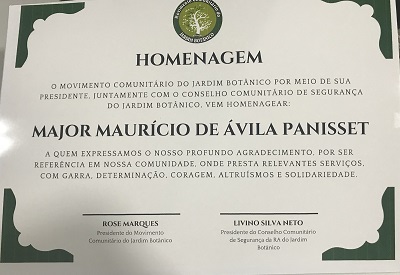 JARDIM BOTÂNICO
HOMENAGEM
O MOVIMENTO COMUNITÁRIO DO JARDIM BOTÂNICO POR MEIO DE SUA
PRESIDENTE, JUNTAMENTE COM O CONSELHO COMUNITÁRIO DE SEGURANÇA
DO JARDIM BOTÂNICO, VEM HOMENAGEAR:
MAJOR MAURÍCIO DE ÁVILA PANISSET
A QUEM EXPRESSAMOS O NOSSO PROFUNDO AGRADECIMENTO, POR SER
REFERÊNCIA EM NOSSA COMUNIDADE, ONDE PRESTA RELEVANTES SERVIÇOS,
COM GARRA, DETERMINAÇÃO, CORAGEM, ALTRUÍSMOS E SOLIDARIEDADE.
ROSE MARQUES
Presidente do Movimento
Comunitário do Jardim Botânico
LIVINO SILVA NETO
Presidente do Conselho Comunitário
de Segurança da RA do Jardim
Botânico